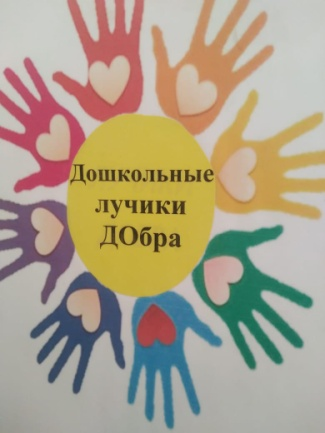 Дошкольные
лучики
ДОбра